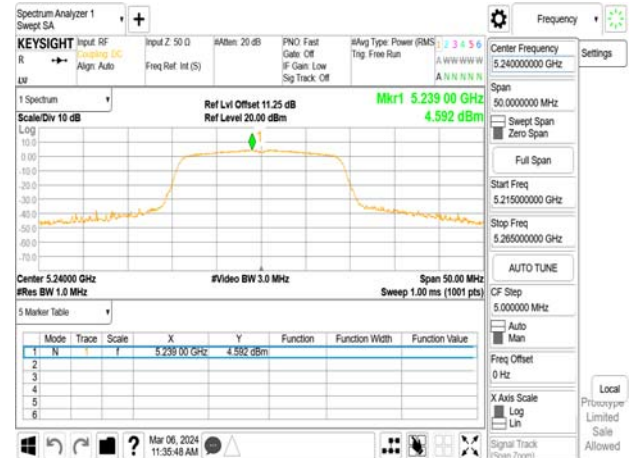 Spectrum Analyzer 1
Swept SA
+
Frequency
KEYSIGHT
R
LM
Input: RF
Coupling: DC
Align: Auto
Input Z: 50 Ω
Freq Ref: Int (S)
#Atten: 20 dB
PNO: Fast
Gate: Off
IF Gain: Low
Sig Track: Off
#Avg Type: Power (RMS
Trig: Free Run
1 2 3 4 5 6
A W W W W W
A N N N N N
1 Spectrum
Scale/Div 10 dB
Ref Lvl Offset 11.25 dB
Ref Level 20.00 dBm
Mkr1 5.239 00 GHz
4.592 dBm
Log
10.0
0.00
-10.0
-20.0
-30.0
-40.0
-50.0
-60.0
-70.0
1
Center 5.24000 GHz
#Res BW 1.0 MHz
#Video BW 3.0 MHz
Span 50.00 MHz
Sweep 1.00 ms (1001 pts)
5 Marker Table
Mode Trace Scale X Y Function Function Width Function Value
1 N 1 f 5.239 00 GHz 4.592 dBm
2
3
4
5
6
Mar 06, 2024
11:35:48 AM
Center Frequency
5.240000000 GHz
Settings
Span
50.0000000 MHz
Swept Span
Zero Span
Full Span
Start Freq
5.215000000 GHz
Stop Freq
5.265000000 GHz
AUTO TUNE
CF Step
5.000000 MHz
Auto
Man
Freq Offset
0 Hz
X Axis Scale
Log
Lin
Signal Track
(Span Zoom)
Local
Prototype
Limited
Sale
Allowed